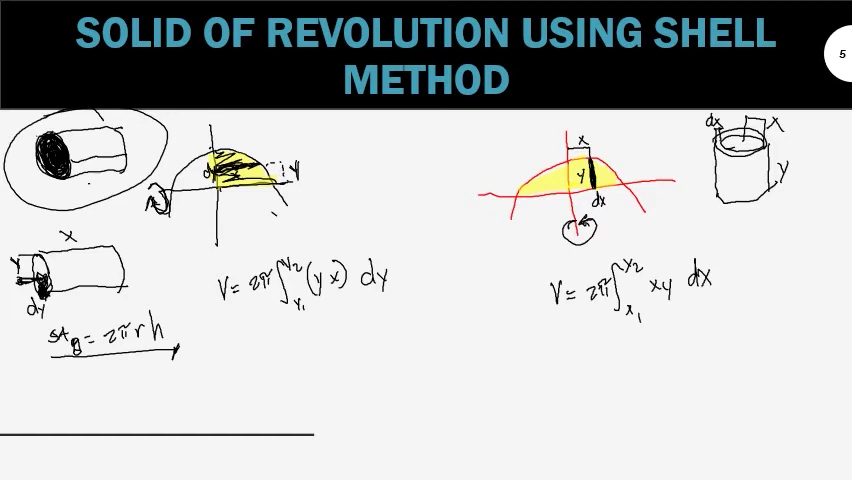 SOLID OF REVOLUTION USING SHELL
METHOD
5
dy
y
x
y
dx
dx
x
y
x
y
dy
V = 2π ∫ y₁ y₂ (y x) dy
V = 2π ∫ x₁ x₂ xy dx
= 2πrh